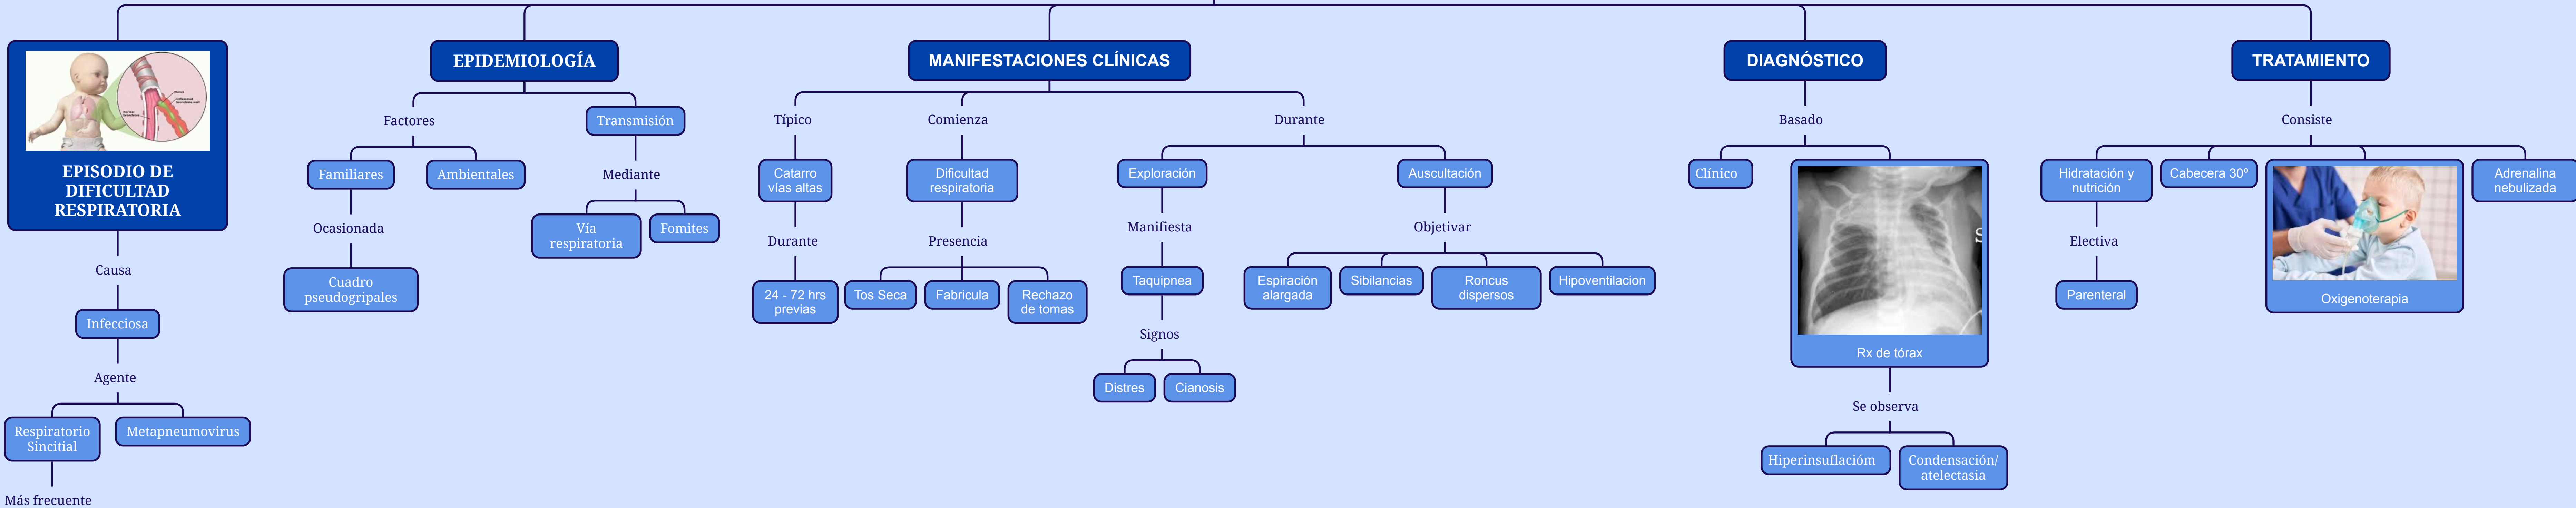 EPISODIO DE
DIFICULTAD
RESPIRATORIA
Causa
Infecciosa
Agente
Respiratorio
Sincitial
Metapneumovirus
Más frecuente
EPIDEMIOLOGÍA
Factores
Familiares
Ambientales
Ocasionada
Cuadro
pseudogripales
Transmisión
Mediante
Vía
respiratoria
Fomites
MANIFESTACIONES CLÍNICAS
Típico
Catarro
vías altas
Durante
24 - 72 hrs
previas
Comienza
Dificultad
respiratoria
Presencia
Tos Seca
Fabricula
Rechazo
de tomas
Durante
Exploración
Manifiesta
Taquipnea
Signos
Distres
Cianosis
Auscultación
Objetivar
Espiración
alargada
Sibilancias
Roncus
dispersos
Hipoventilacion
DIAGNÓSTICO
Basado
Clínico
S
Rx de tórax
Se observa
Hiperinsuflacióm
Condensación/
atelectasia
TRATAMIENTO
Consiste
Hidratación y
nutrición
Electiva
Parenteral
Cabecera 30º
Oxigenoterapia
Adrenalina
nebulizada